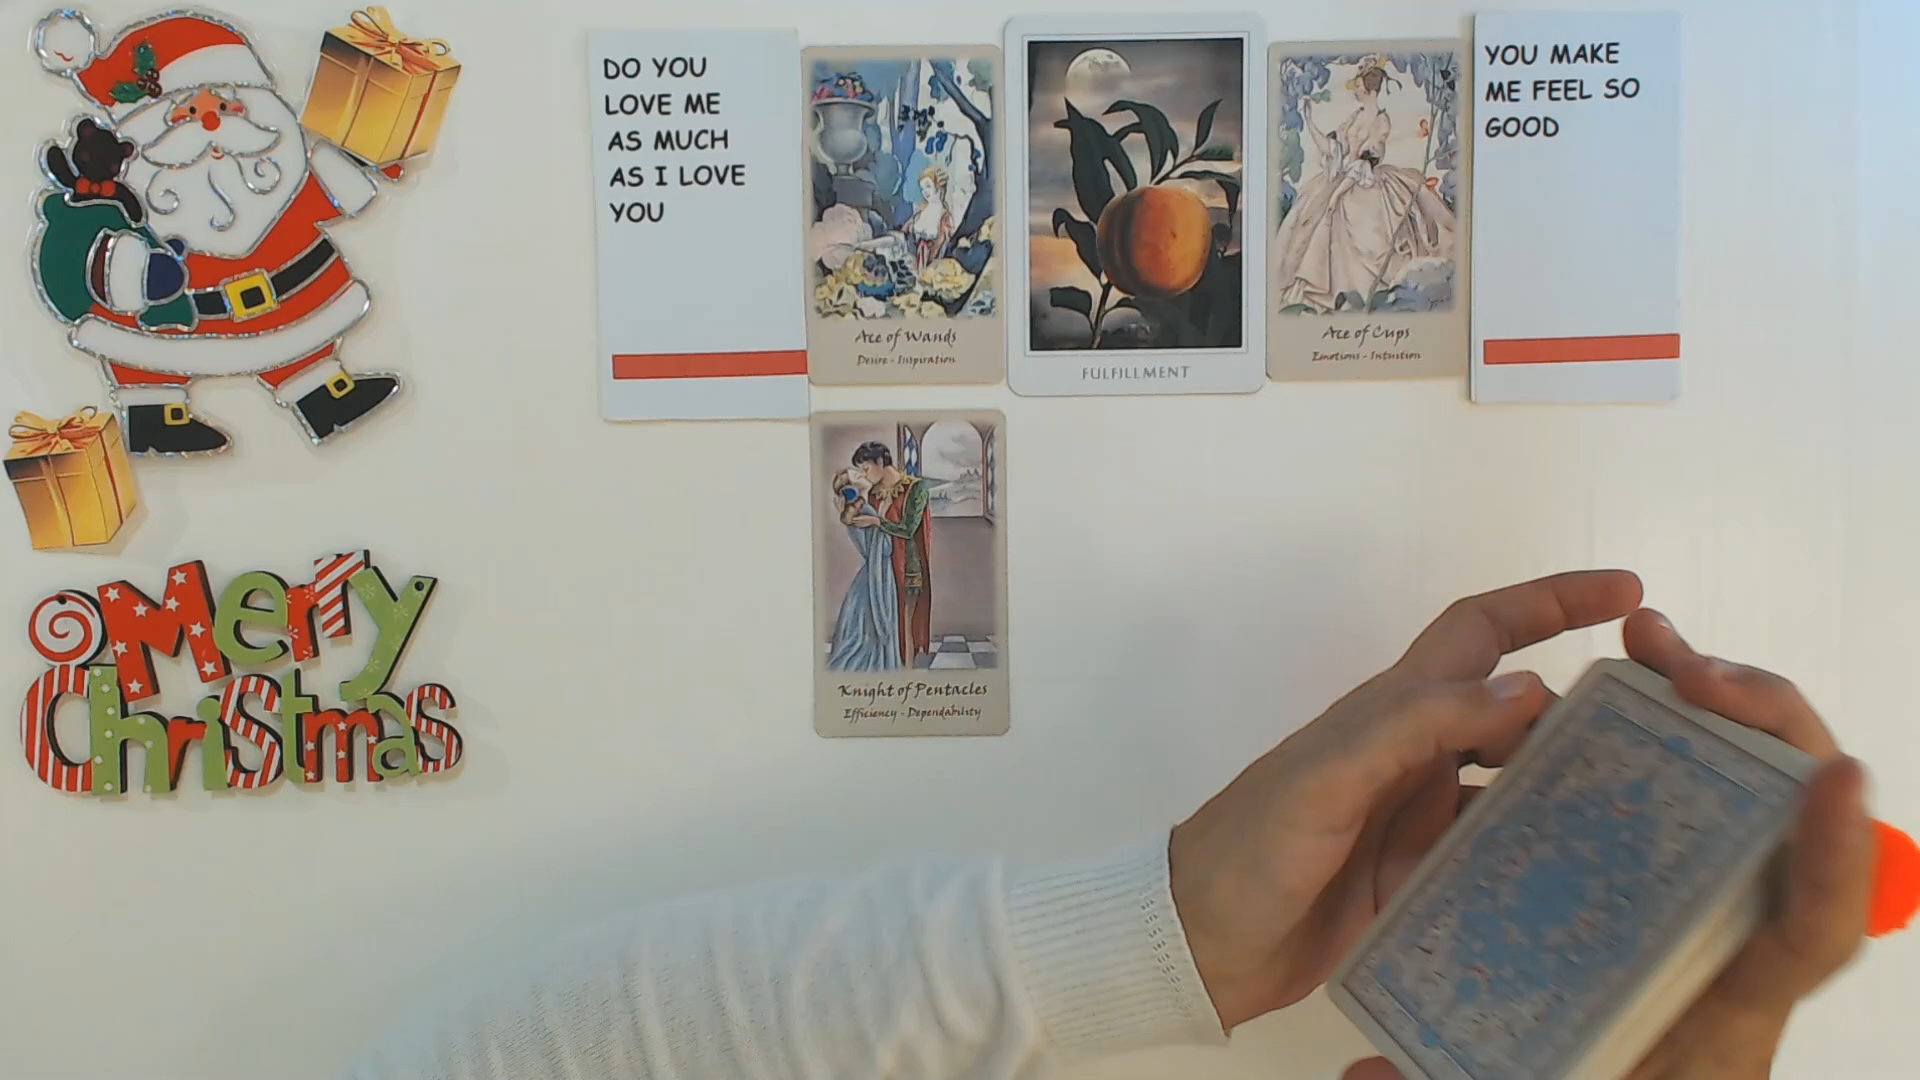 DO YOU
LOVE ME
AS MUCH
AS I LOVE
YOU
Ace of Wands
Desire - Inspiration
FULFILLMENT
Ace of Cups
Emotions - Intuition
YOU MAKE
ME FEEL SO
GOOD
Knight of Pentacles
Efficiency - Dependability
Merry
Christmas